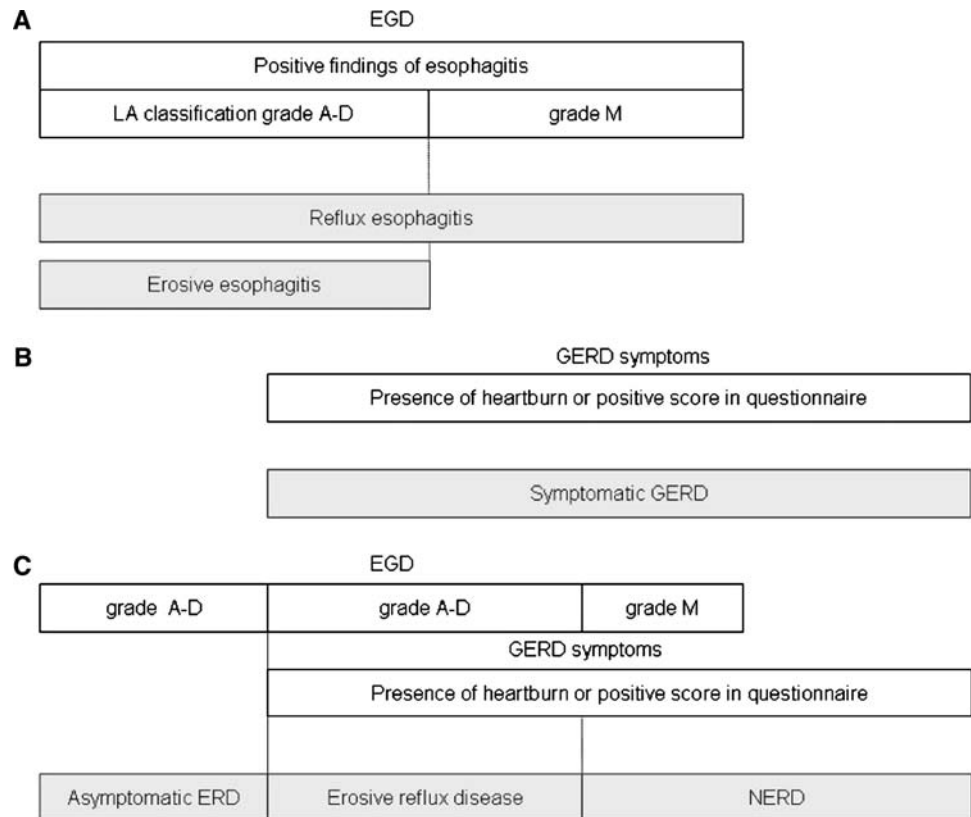 A
EGD
Positive findings of esophagitis
LA classification grade A-D grade M
Reflux esophagitis
Erosive esophagitis
B
GERD symptoms
Presence of heartburn or positive score in questionnaire
Symptomatic GERD
C
EGD
grade A-D grade A-D grade M
GERD symptoms
Presence of heartburn or positive score in questionnaire
Asymptomatic ERD Erosive reflux disease NERD